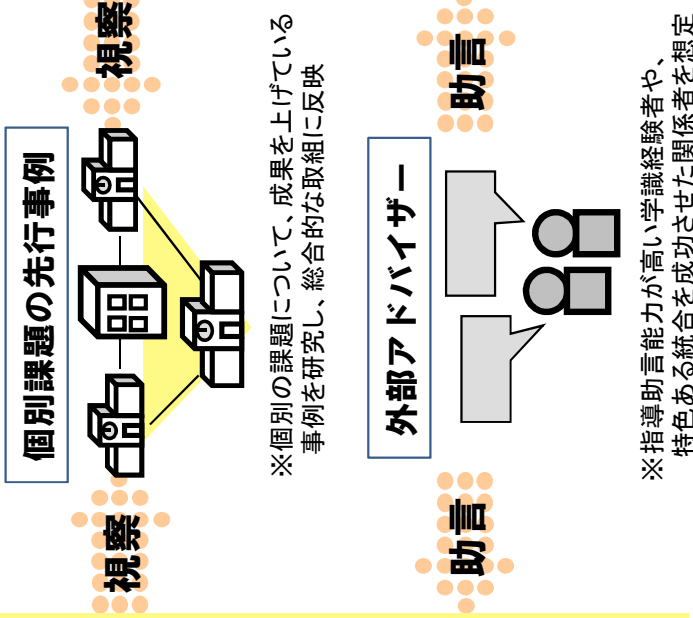 視察
個別課題の先行事例
視察
※個別の課題について、成果を上げている
事例を研究し、総合的な取組に反映
助言
外部アドバイザー
助言
※指導助言能力が高い学識経験者や、
特色ある統合を成功させた関係者を想定